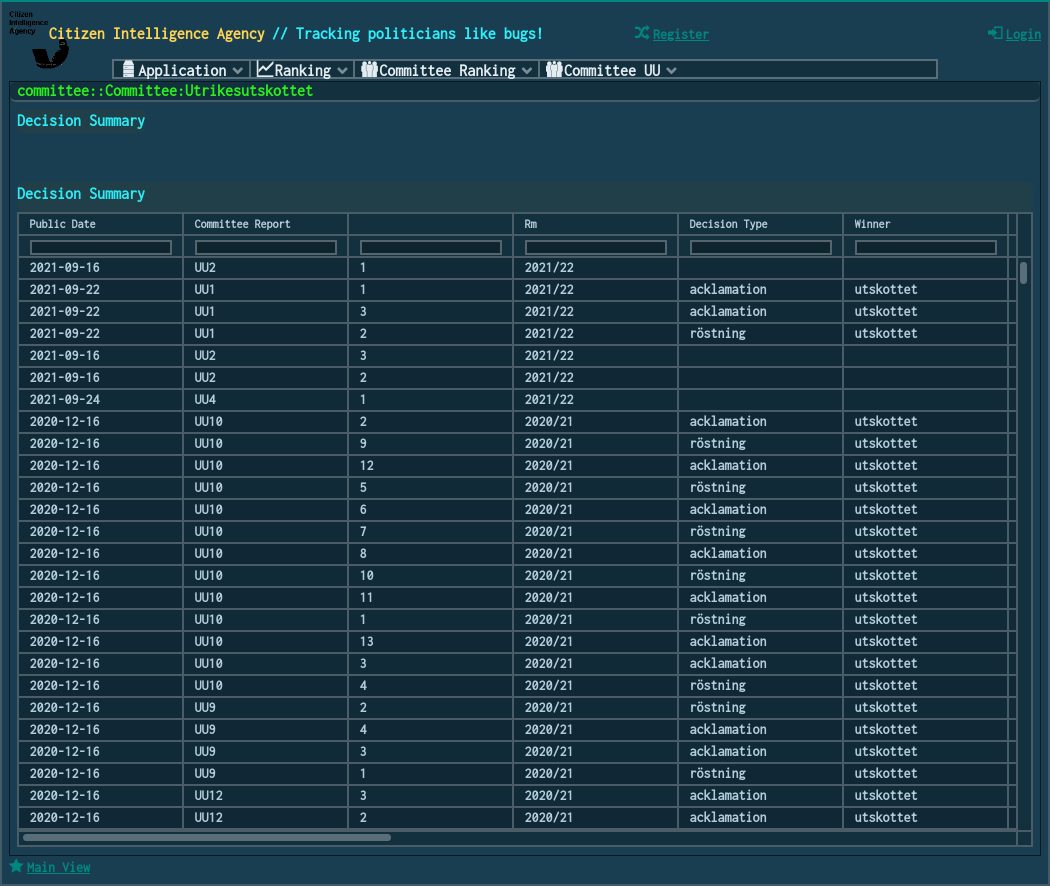 Citizen
Intelligence
Agency
Citizen Intelligence Agency // Tracking politicians like bugs!
Register
Login
Application Ranking Committee Ranking Committee UU
committee::Committee:Utrikesutskottet
Decision Summary
Decision Summary
Public Date Committee Report Rm Decision Type Winner
2021-09-16 UU2 1 2021/22
2021-09-22 UU1 1 2021/22 acklamation utskottet
2021-09-22 UU1 3 2021/22 acklamation utskottet
2021-09-22 UU1 2 2021/22 röstning utskottet
2021-09-16 UU2 3 2021/22
2021-09-16 UU2 2 2021/22
2021-09-24 UU4 1 2021/22
2020-12-16 UU10 2 2020/21 acklamation utskottet
2020-12-16 UU10 9 2020/21 röstning utskottet
2020-12-16 UU10 12 2020/21 acklamation utskottet
2020-12-16 UU10 5 2020/21 röstning utskottet
2020-12-16 UU10 6 2020/21 acklamation utskottet
2020-12-16 UU10 7 2020/21 röstning utskottet
2020-12-16 UU10 8 2020/21 acklamation utskottet
2020-12-16 UU10 10 2020/21 röstning utskottet
2020-12-16 UU10 11 2020/21 acklamation utskottet
2020-12-16 UU10 1 2020/21 röstning utskottet
2020-12-16 UU10 13 2020/21 acklamation utskottet
2020-12-16 UU10 3 2020/21 acklamation utskottet
2020-12-16 UU10 4 2020/21 röstning utskottet
2020-12-16 UU9 2 2020/21 röstning utskottet
2020-12-16 UU9 4 2020/21 acklamation utskottet
2020-12-16 UU9 3 2020/21 acklamation utskottet
2020-12-16 UU9 1 2020/21 röstning utskottet
2020-12-16 UU12 3 2020/21 acklamation utskottet
2020-12-16 UU12 2 2020/21 acklamation utskottet
Main View